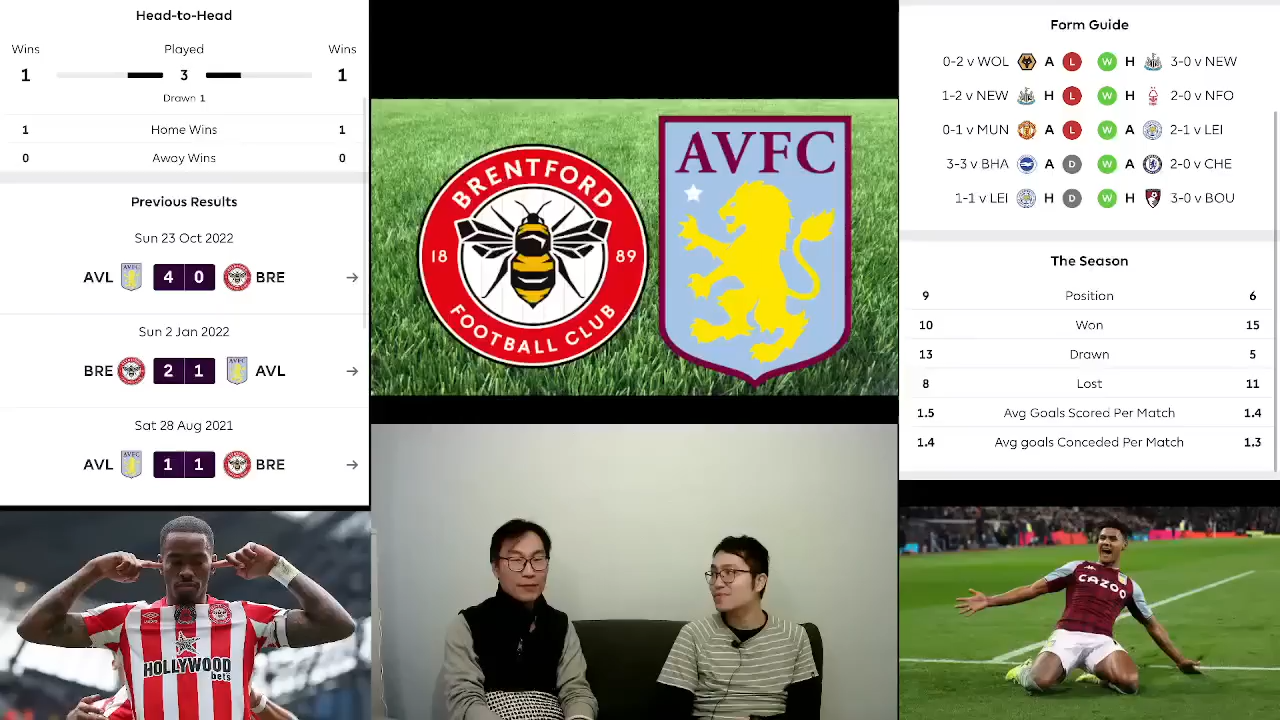 Head-to-Head
Wins Played Wins
1 3 1
Drawn 1
1 Home Wins 1
0 Away Wins 0
Previous Results
Sun 23 Oct 2022
AVL AVFC 4 0 BRE
Sun 2 Jan 2022
BRE 2 1 AVFC AVL
Sat 28 Aug 2021
AVL AVFC 1 1 BRE
HOLLYWOOD
bets
BRENTFORD
18 89
FOOTBALL CLUB
AVFC
Form Guide
0-2 v WOL A L W H 3-0 v NEW
1-2 v NEW H L W H 2-0 v NFO
0-1 v MUN A L W A 2-1 v LEI
3-3 v BHA A D W A 2-0 v CHE
1-1 v LEI H D W H 3-0 v BOU
The Season
9 Position 6
10 Won 15
13 Drawn 5
8 Lost 11
1.5 Avg Goals Scored Per Match 1.4
1.4 Avg goals Conceded Per Match 1.3
CAZOO